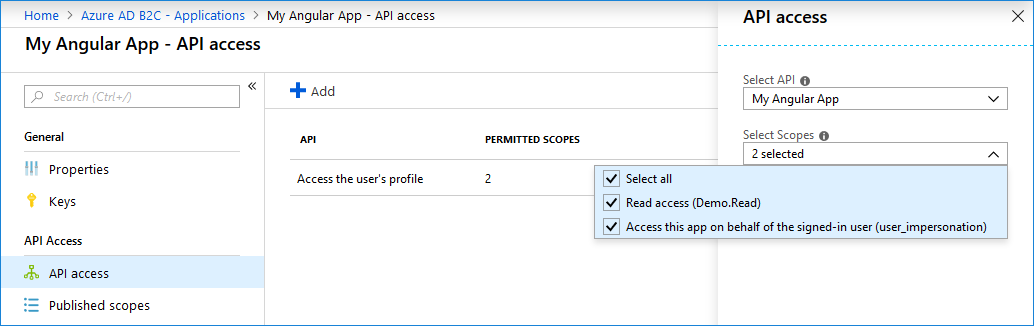 Home > Azure AD B2C - Applications > My Angular App - API access
My Angular App - API access
Search (Ctrl+/)
General
Properties
Keys
API Access
API access
Published scopes
Add
API PERMITTED SCOPES
Access the user's profile 2
API access
Select API
My Angular App
Select Scopes
2 selected
Select all
Read access (Demo.Read)
Access this app on behalf of the signed-in user (user_impersonation)